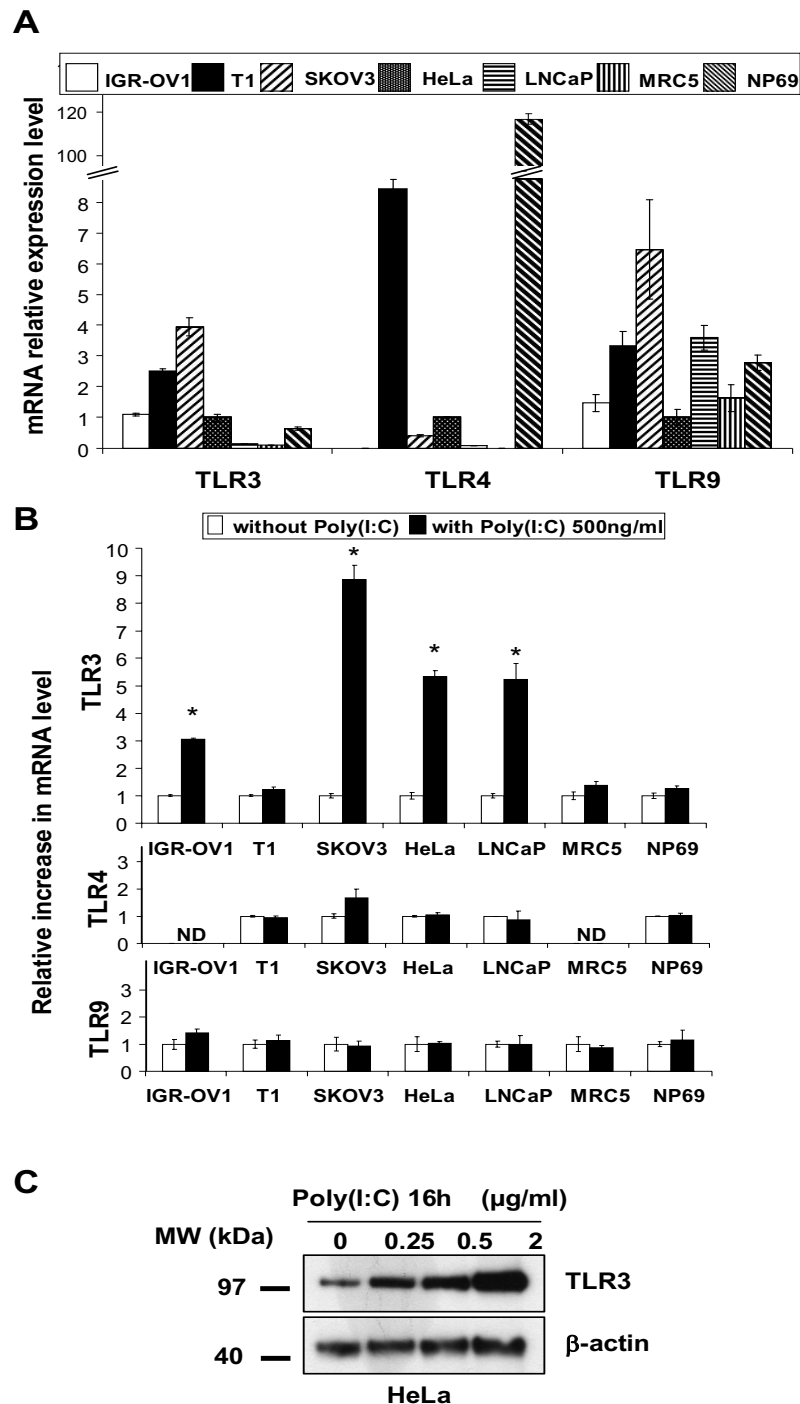 A
IGR-OV1 T1 SKOV3 HeLa LNCaP MRC5 NP69
mRNA relative expression level
120
100
8
7
6
5
4
3
2
1
0
TLR3 TLR4 TLR9
B
without Poly(I:C) with Poly(I:C) 500ng/ml
Relative increase in mRNA level
TLR3
10
9
8
7
6
5
4
3
2
1
0
* * * *
IGR-OV1 T1 SKOV3 HeLa LNCaP MRC5 NP69
TLR4
3
2
1
0
ND ND
IGR-OV1 T1 SKOV3 HeLa LNCaP MRC5 NP69
TLR9
3
2
1
0
IGR-OV1 T1 SKOV3 HeLa LNCaP MRC5 NP69
C
Poly(I:C) 16h (µg/ml)
MW (kDa) 0 0.25 0.5 2
97 TLR3
40 β-actin
HeLa